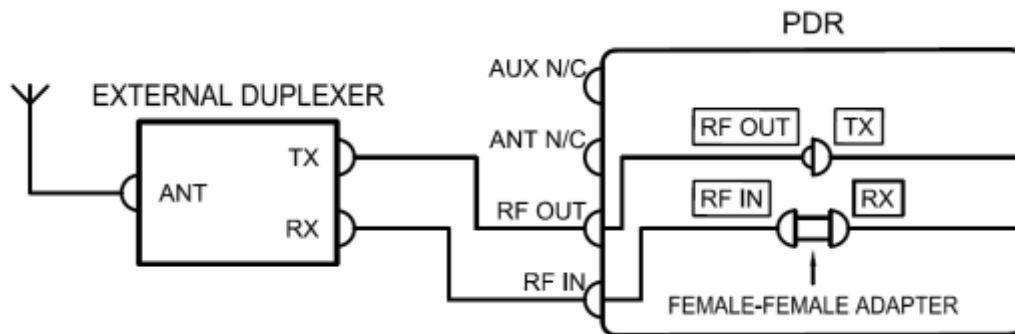 PDR
AUX N/C
EXTERNAL DUPLEXER
RF OUT TX
TX
ANT N/C
ANT
RF IN RX
RX
RF OUT
RF IN
FEMALE-FEMALE ADAPTER